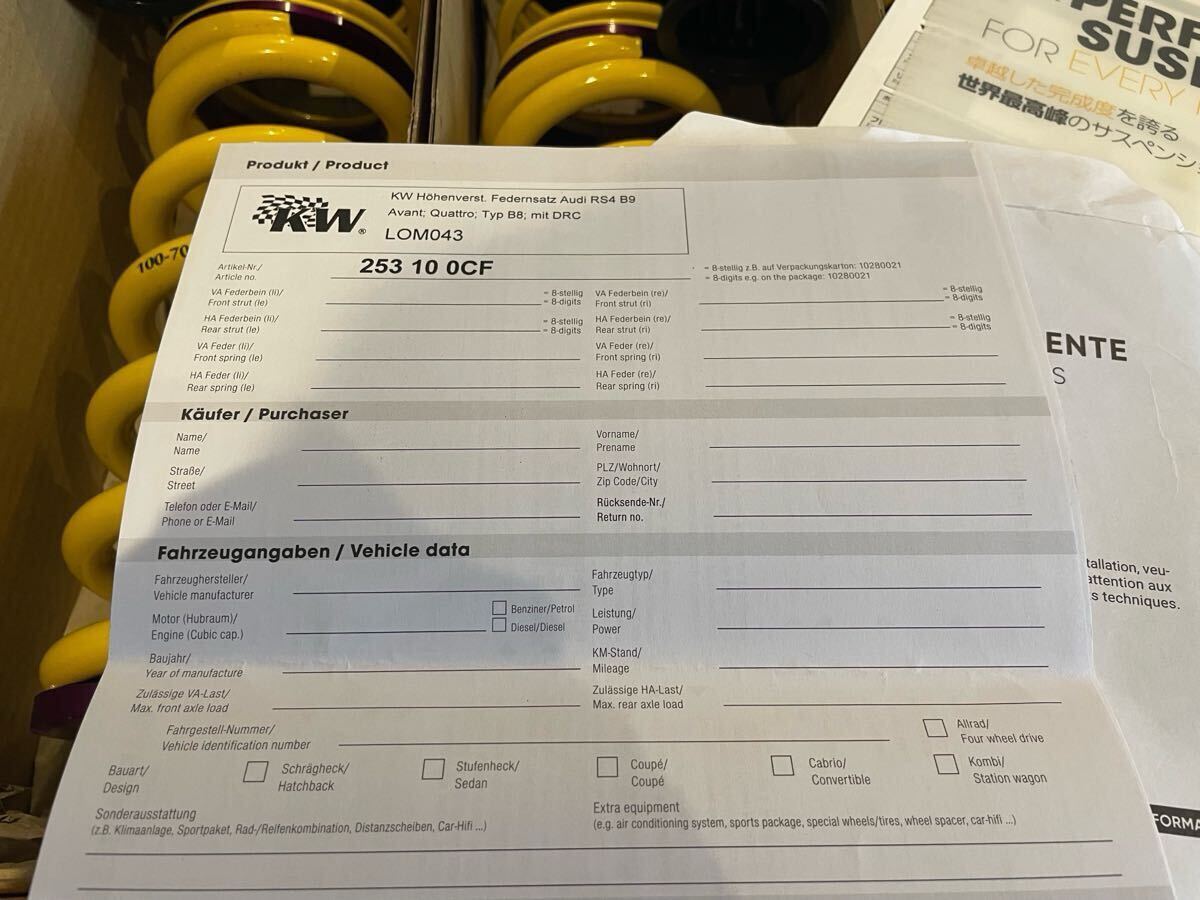 PERF
SUS
FOR EVERY
卓越した完成度を誇る
世界最高峰のサスペンシ
100-70
Produkt / Product
KW®
KW Höhenverst. Federnsatz Audi RS4 B9
Avant; Quattro; Typ B8; mit DRC
LOM043
Artikel-Nr./
Article no.
253 10 0CF
= 8-stellig z.B. auf Verpackungskarton: 10280021
= 8-digits e.g. on the package: 10280021
VA Federbein (li)/
Front strut (le)
= 8-stellig
= 8-digits
VA Federbein (re)/
Front strut (ri)
= 8-stellig
= 8-digits
HA Federbein (li)/
Rear strut (le)
= 8-stellig
= 8-digits
HA Federbein (re)/
Rear strut (ri)
= 8-stellig
= 8-digits
VA Feder (li)/
Front spring (le)
VA Feder (re)/
Front spring (ri)
HA Feder (li)/
Rear spring (le)
HA Feder (re)/
Rear spring (ri)
Käufer / Purchaser
Name/
Name
Vorname/
Prename
Straße/
Street
PLZ/Wohnort/
Zip Code/City
Telefon oder E-Mail/
Phone or E-Mail
Rücksende-Nr./
Return no.
Fahrzeugangaben / Vehicle data
Fahrzeughersteller/
Vehicle manufacturer
Fahrzeugtyp/
Type
Motor (Hubraum)/
Engine (Cubic cap.)
Benziner/Petrol
Diesel/Diesel
Leistung/
Power
Baujahr/
Year of manufacture
KM-Stand/
Mileage
Zulässige VA-Last/
Max. front axle load
Zulässige HA-Last/
Max. rear axle load
Fahrgestell-Nummer/
Vehicle identification number
Allrad/
Four wheel drive
Bauart/
Design
Schrägheck/
Hatchback
Stufenheck/
Sedan
Coupé/
Coupé
Cabrio/
Convertible
Kombi/
Station wagon
Sonderausstattung
(z.B. Klimaanlage, Sportpaket, Rad-/Reifenkombination, Distanzscheiben, Car-Hifi ...)
Extra equipment
(e.g. air conditioning system, sports package, special wheels/tires, wheel spacer, car-hifi ...)
ENTE
S
tallation, veu-
attention aux
s techniques.
FORMA